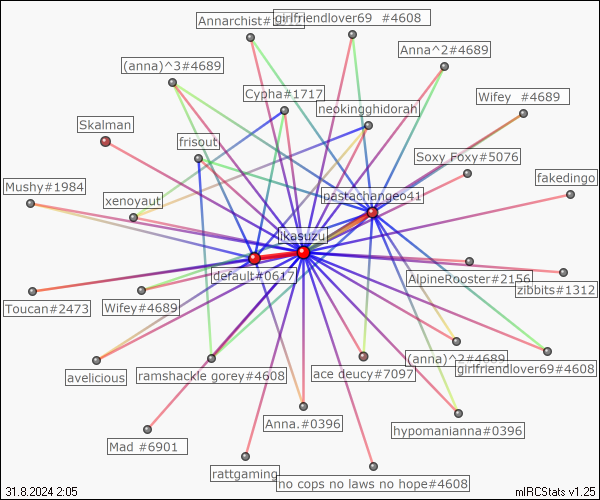 Annarchist#
girlfriendlover69 #4608
Anna^2#4689
(anna)^3#4689
Cypha#1717
neokingghidorah
Wifey #4689
Skalman
frisout
Soxy Foxy#5076
Mushy#1984
xenoyaut
pastachangeo41
fakedingo
ikasuzu
default#0617
AlpineRooster#2156
zibbits#1312
Toucan#2473
Wifey#4689
(anna)^2#4689
girlfriendlover69#4608
avelicious
ramshackle gorey#4608
ace deucy#7097
Anna.#0396
hypomanianna#0396
Mad #6901
rattgaming
no cops no laws no hope#4608
31.8.2024 2:05
mIRCStats v1.25